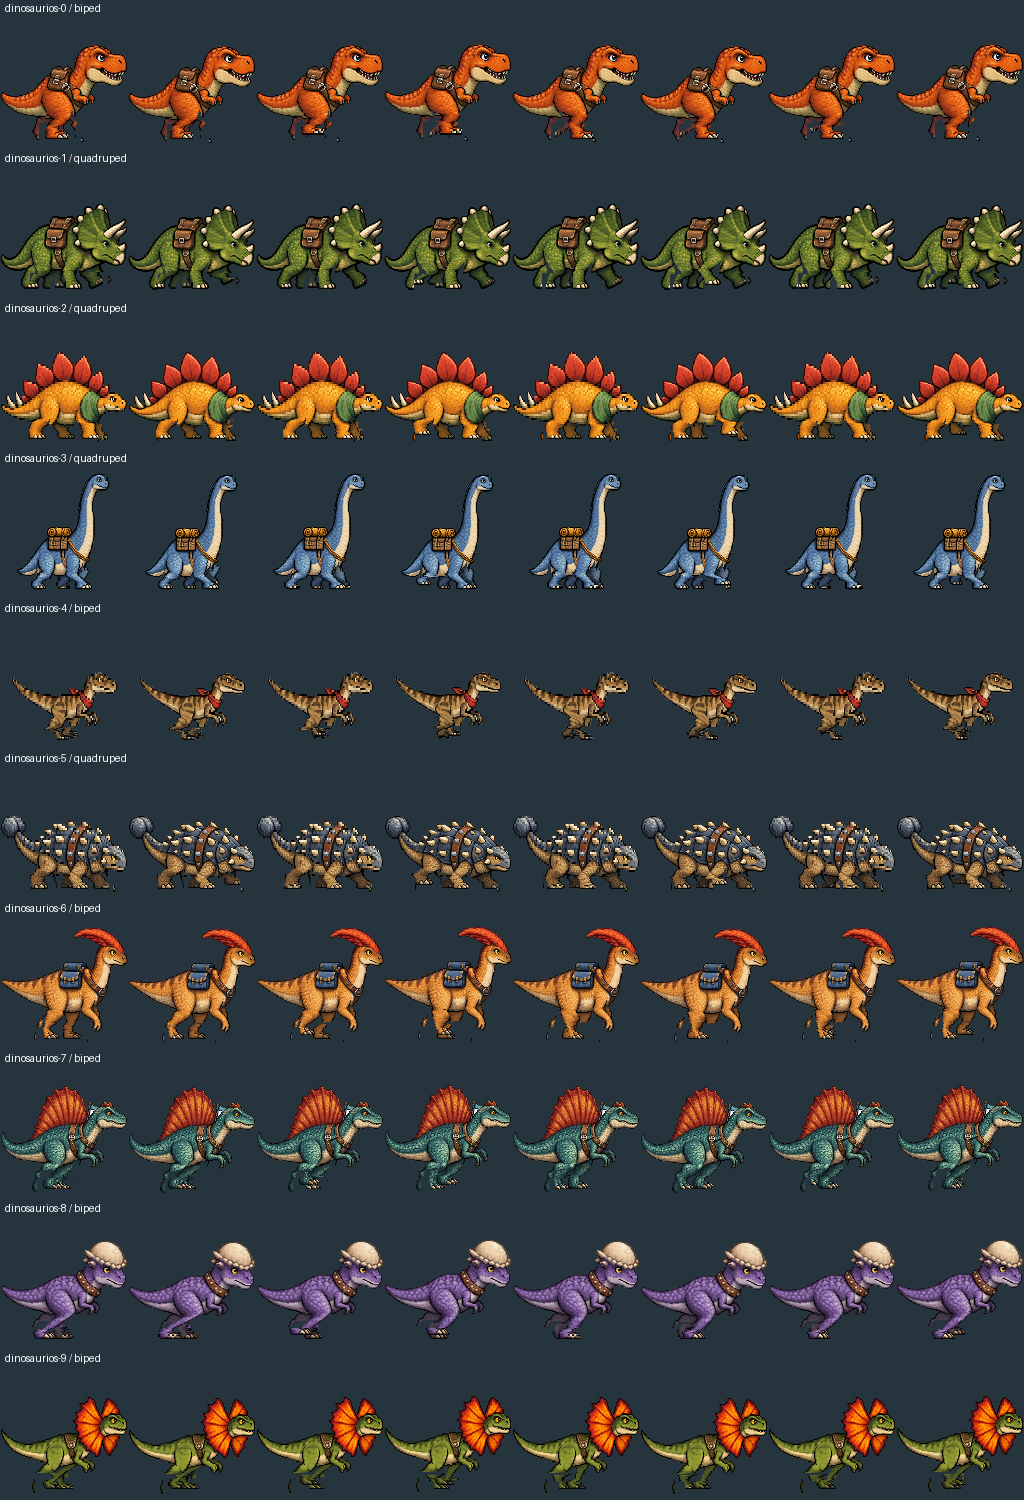 dinosaurios-0 / biped
dinosaurios-1 / quadruped
dinosaurios-2 / quadruped
dinosaurios-3 / quadruped
dinosaurios-4 / biped
dinosaurios-5 / quadruped
dinosaurios-6 / biped
dinosaurios-7 / biped
dinosaurios-8 / biped
dinosaurios-9 / biped